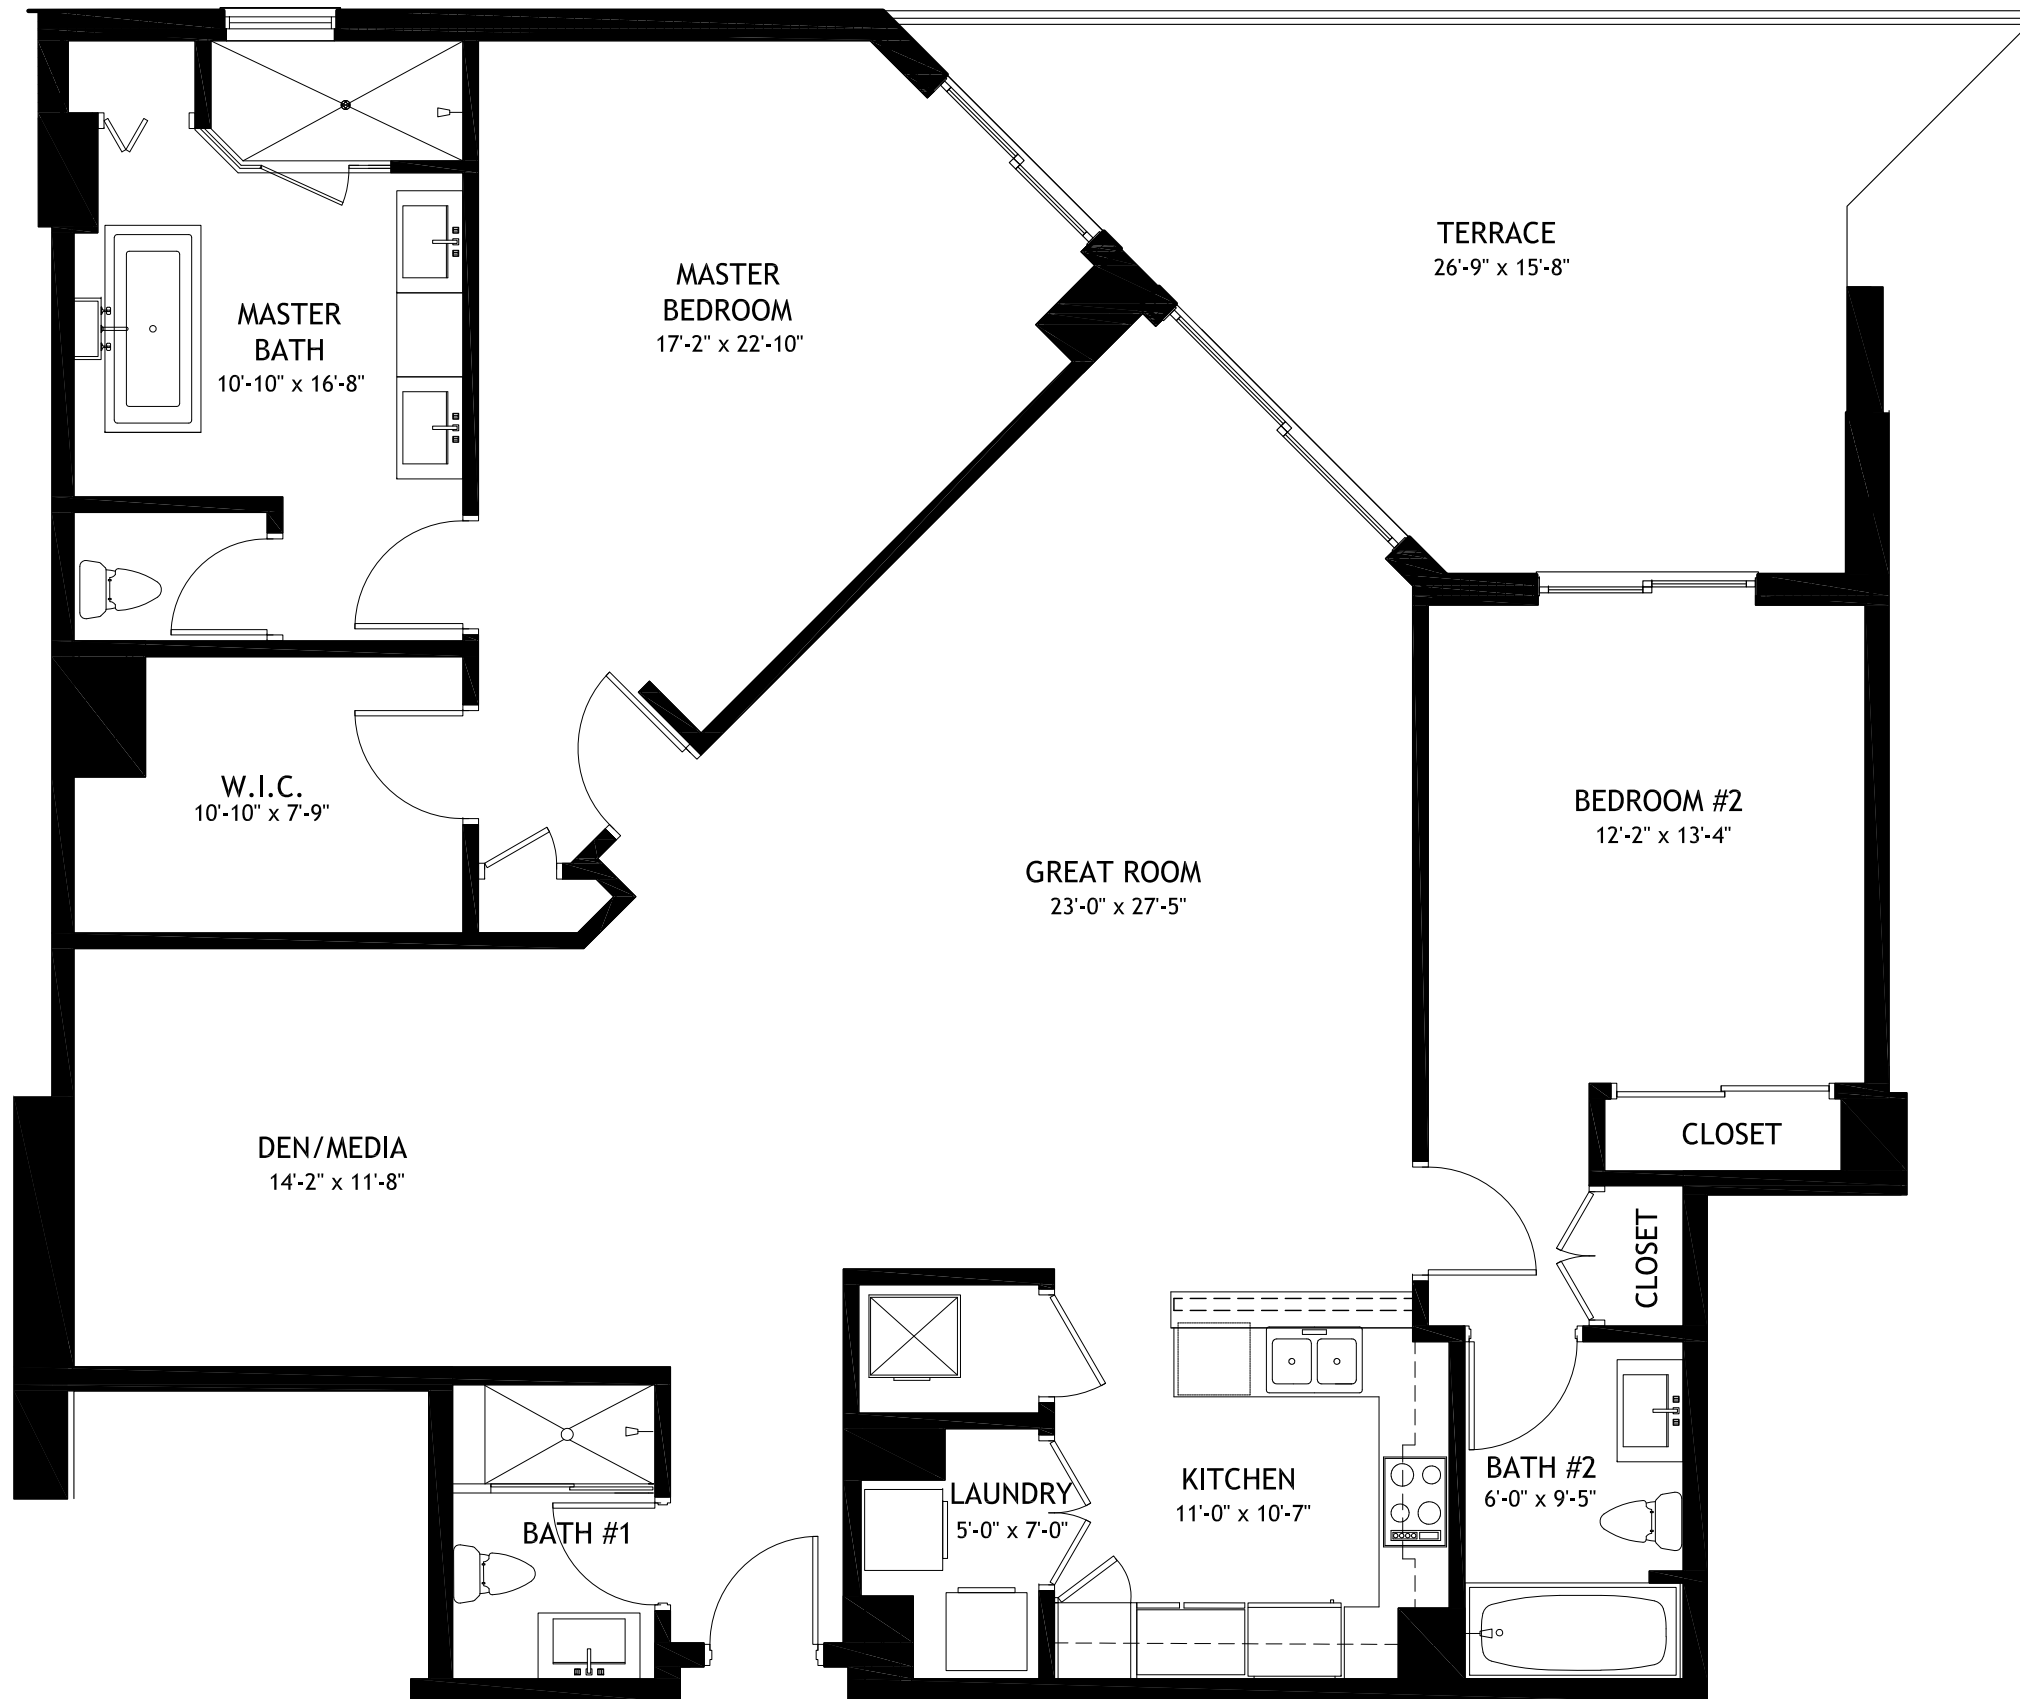 TERRACE
26'-9" x 15'-8"
MASTER
BEDROOM
17'-2" x 22'-10"
MASTER
BATH
10'-10" x 16'-8"
W.I.C.
10'-10" x 7'-9"
BEDROOM #2
12'-2" x 13'-4"
GREAT ROOM
23'-0" x 27'-5"
DEN/MEDIA
14'-2" x 11'-8"
CLOSET
CLOSET
KITCHEN
11'-0" x 10'-7"
BATH #2
6'-0" x 9'-5"
LAUNDRY
5'-0" x 7'-0"
BATH #1